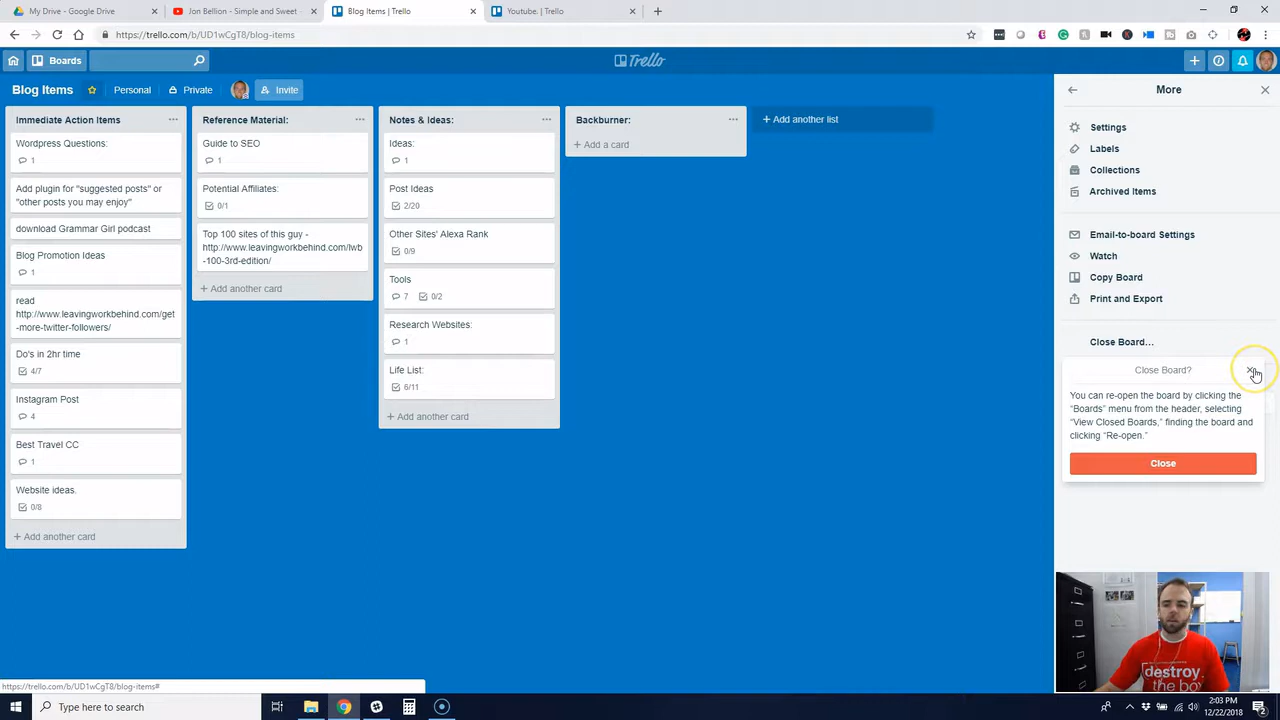 My Drive - Google Drive
Jon Bellion - Simple and Sweet
Blog Items | Trello
Youtube. | Trello
https://trello.com/b/UD1wCgT8/blog-items
Boards
Trello
Blog Items
Personal
Private
Invite
More
Immediate Action Items
Wordpress Questions:
1
Add plugin for "suggested posts" or
"other posts you may enjoy"
download Grammar Girl podcast
Blog Promotion Ideas
1
read
http://www.leavingworkbehind.com/get
-more-twitter-followers/
Do's in 2hr time
4/7
Instagram Post
4
Best Travel CC
1
Website ideas.
0/8
+ Add another card
Reference Material:
Guide to SEO
1
Potential Affiliates:
0/1
Top 100 sites of this guy -
http://www.leavingworkbehind.com/lwb
-100-3rd-edition/
+ Add another card
Notes & Ideas:
Ideas:
1
Post Ideas
2/20
Other Sites' Alexa Rank
0/9
Tools
7 0/2
Research Websites:
1
Life List:
6/11
+ Add another card
Backburner:
+ Add a card
+ Add another list
Settings
Labels
Collections
Archived Items
Email-to-board Settings
Watch
Copy Board
Print and Export
Close Board...
Close Board?
You can re-open the board by clicking the
"Boards" menu from the header, selecting
"View Closed Boards," finding the board and
clicking "Re-open."
Close
destroy
the bo
https://trello.com/b/UD1wCgT8/blog-items#
Type here to search
2:03 PM
12/22/2018
2